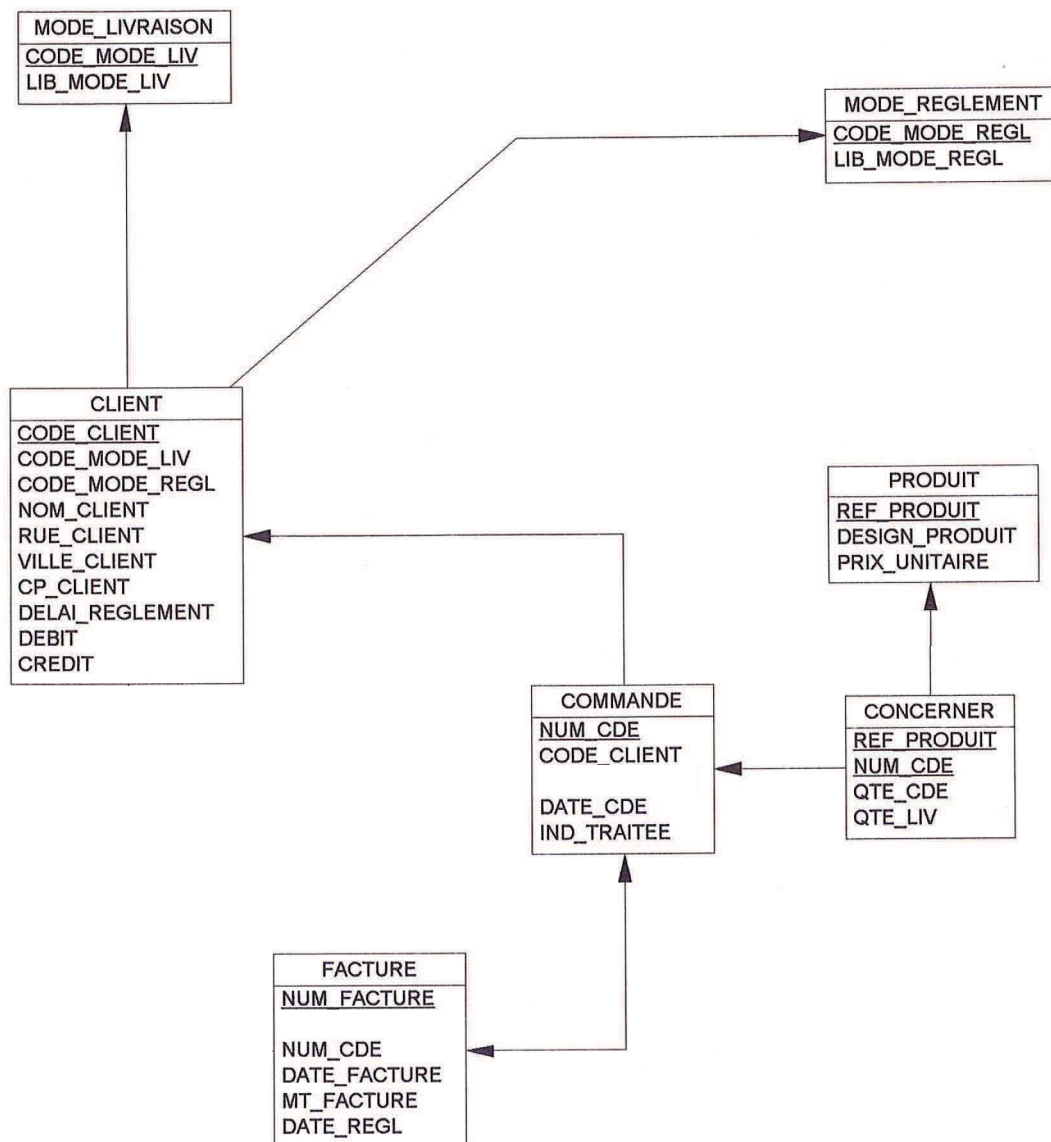 MODE_LIVRAISON
CODE_MODE_LIV
LIB_MODE_LIV
MODE_REGLEMENT
CODE_MODE_REGL
LIB_MODE_REGL
CLIENT
CODE_CLIENT
CODE_MODE_LIV
CODE_MODE_REGL
NOM_CLIENT
RUE_CLIENT
VILLE_CLIENT
CP_CLIENT
DELAI_REGLEMENT
DEBIT
CREDIT
PRODUIT
REF_PRODUIT
DESIGN_PRODUIT
PRIX_UNITAIRE
COMMANDE
NUM_CDE
CODE_CLIENT
DATE_CDE
IND_TRAITEE
CONCERNER
REF_PRODUIT
NUM_CDE
QTE_CDE
QTE_LIV
FACTURE
NUM_FACTURE
NUM_CDE
DATE_FACTURE
MT_FACTURE
DATE_REGL